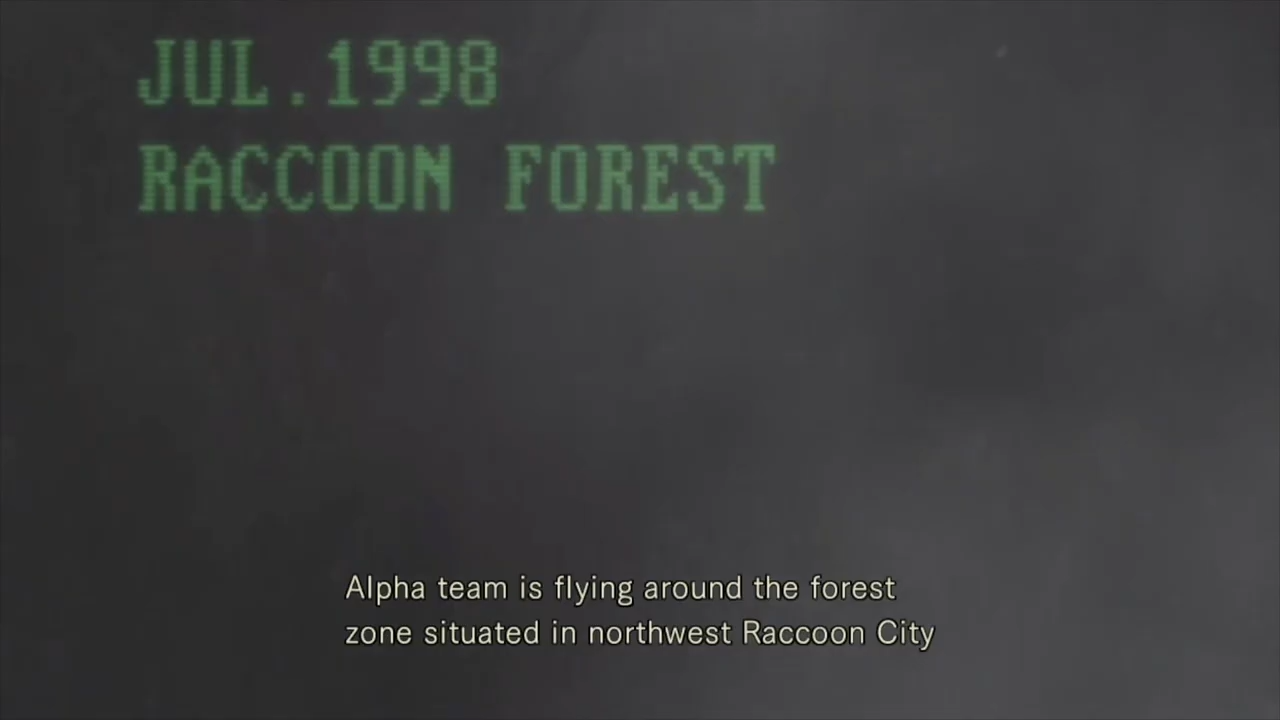 JUL.1998
RACCOON FOREST
Alpha team is flying around the forest
zone situated in northwest Raccoon City